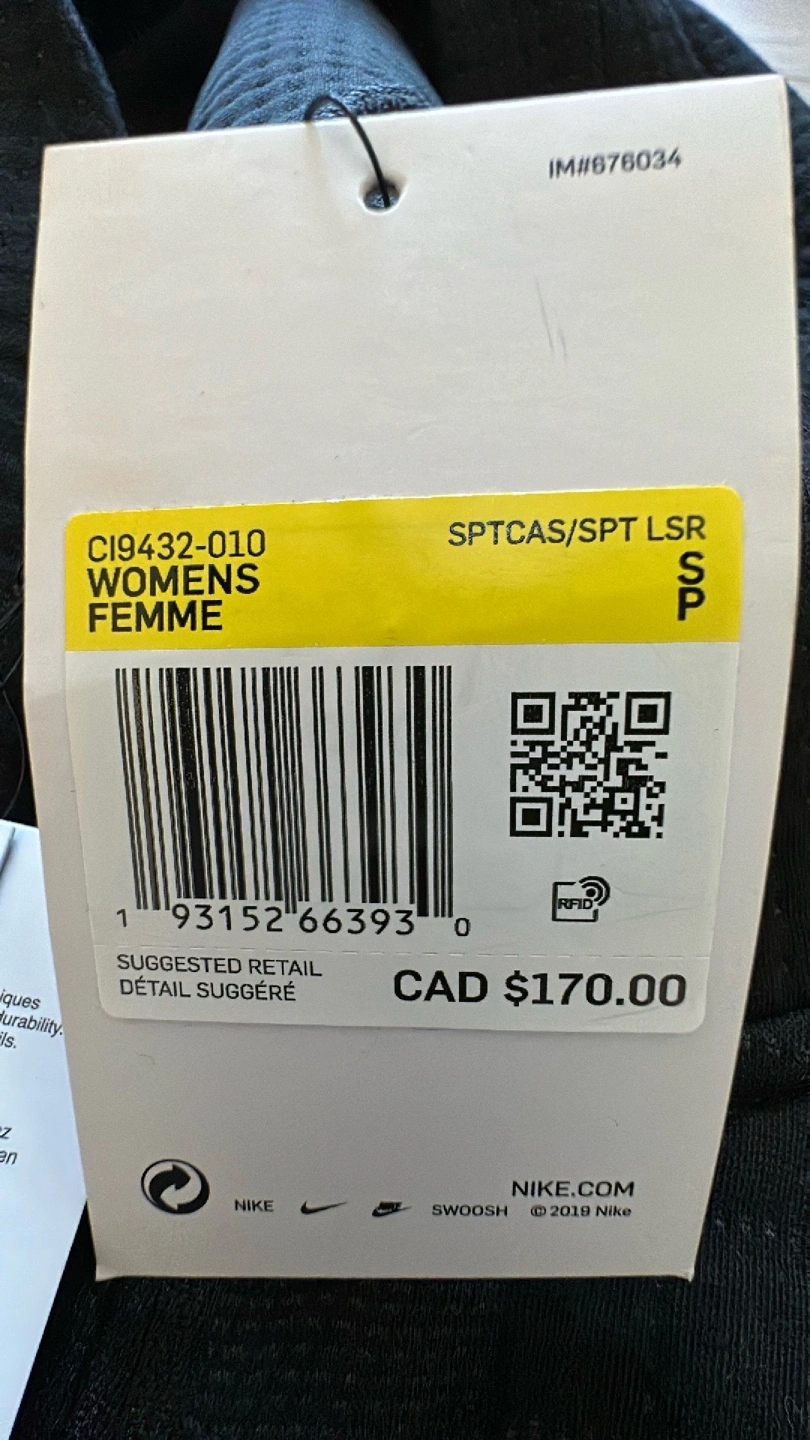 IM#676034
CI9432-010 SPTCAS/SPT LSR
WOMENS S
FEMME P
1 93152 66393 0
RFID
SUGGESTED RETAIL
DÉTAIL SUGGÉRÉ
CAD $170.00
NIKE.COM
NIKE SWOOSH © 2019 Nike
iques
durability.
ils.
z
en